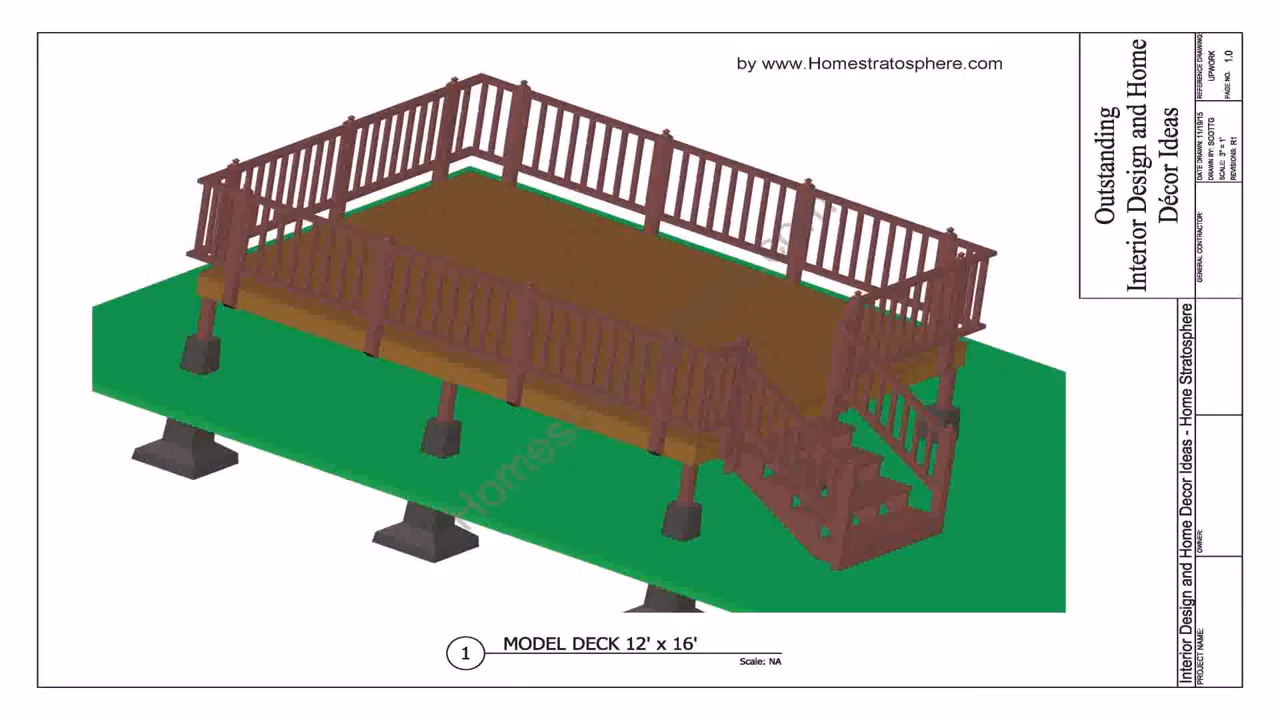 by www.Homestratosphere.com
1
MODEL DECK 12' x 16'
Scale: NA
Outstanding
Interior Design and Home
Décor Ideas
REFERENCE DRAWING:
UPWORK
PAGE NO. 1.0
DATE DRAWN: 11/19/15
DRAWN BY: SCOTTG
SCALE: 3" = 1'
REVISIONS: R1
GENERAL CONTRACTOR:
Interior Design and Home Decor Ideas - Home Stratosphere
OWNER:
PROJECT NAME:
Homes